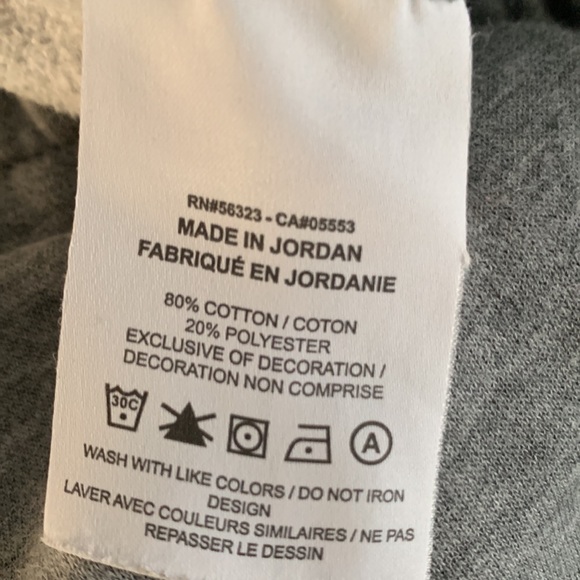 RN#56323 - CA#05553
MADE IN JORDAN
FABRIQUÉ EN JORDANIE
80% COTTON / COTON
20% POLYESTER
EXCLUSIVE OF DECORATION /
DECORATION NON COMPRISE
30C
A
WASH WITH LIKE COLORS / DO NOT IRON
DESIGN
LAVER AVEC COULEURS SIMILAIRES / NE PAS
REPASSER LE DESSIN